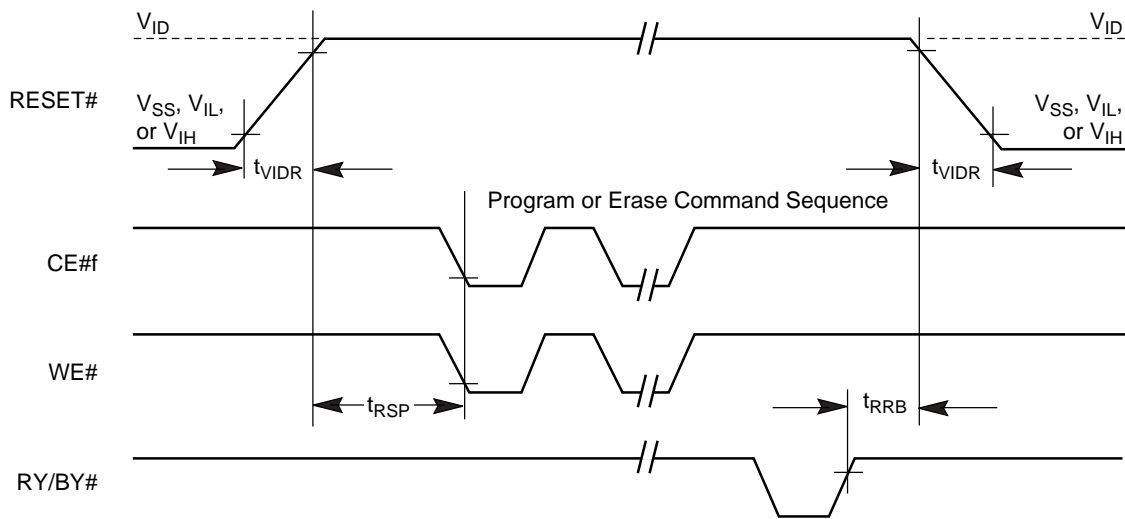 VID
VID
RESET#
VSS, VIL,
or VIH
VSS, VIL,
or VIH
tVIDR
tVIDR
Program or Erase Command Sequence
CE#f
WE#
tRSP
tRRB
RY/BY#